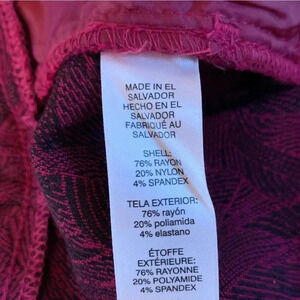 MADE IN EL
SALVADOR
HECHO EN EL
SALVADOR
FABRIQUÉ AU
SALVADOR
SHELL:
76% RAYON
20% NYLON
4% SPANDEX
TELA EXTERIOR:
76% rayón
20% poliamida
4% elastano
ÉTOFFE
EXTÉRIEURE:
76% RAYONNE
20% POLYAMIDE
4% SPANDEX